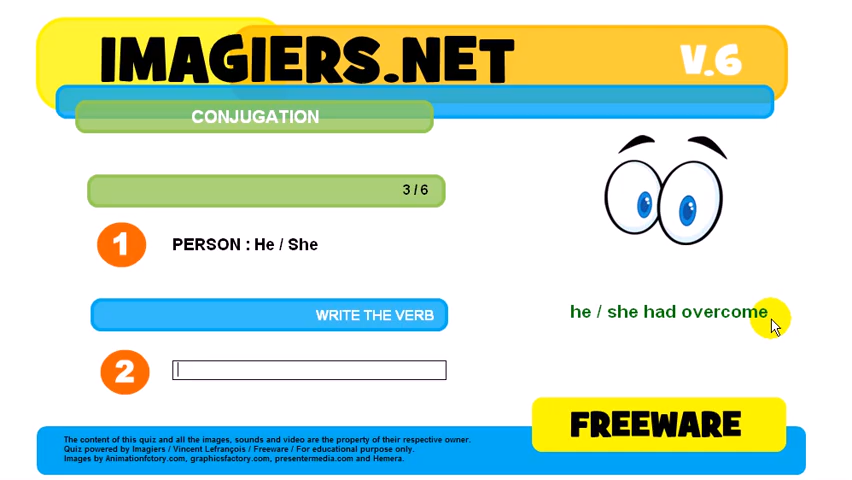 IMAGIERS.NET
V.6
CONJUGATION
3 / 6
1
PERSON : He / She
WRITE THE VERB
he / she had overcome
2
FREEWARE
The content of this quiz and all the images, sounds and video are the property of their respective owner.
Quiz powered by Imagiers / Vincent Lefrançois / Freeware / For educational purpose only.
Images by Animationfctory.com, graphicsfactory.com, presentermedia.com and Hemera.